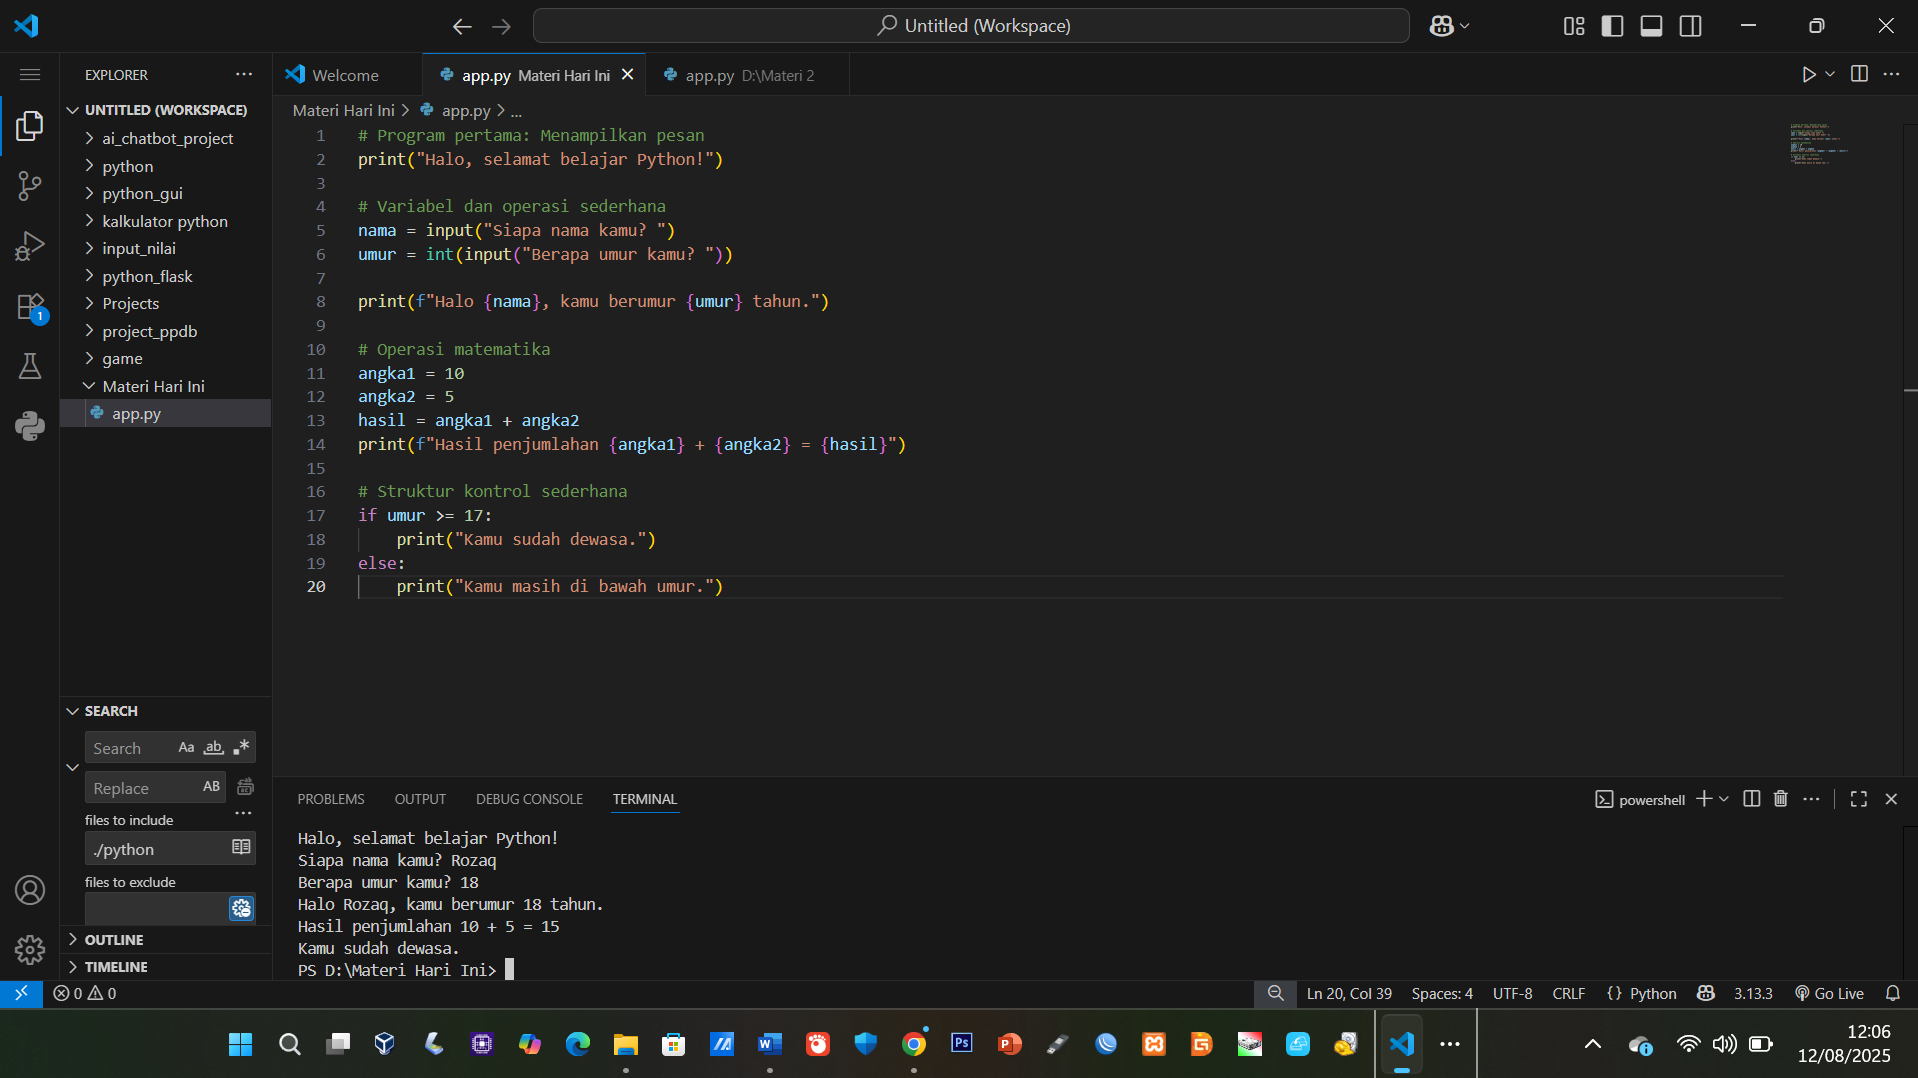 Untitled (Workspace)
EXPLORER
UNTITLED (WORKSPACE)
ai_chatbot_project
python
python_gui
kalkulator python
input_nilai
python_flask
Projects
project_ppdb
game
Materi Hari Ini
app.py
SEARCH
Search Aa ab
Replace AB
files to include
./python
files to exclude
OUTLINE
TIMELINE
Welcome
app.py Materi Hari Ini
app.py D:\Materi 2
Materi Hari Ini > app.py > ...
1 # Program pertama: Menampilkan pesan
2 print("Halo, selamat belajar Python!")
3
4 # Variabel dan operasi sederhana
5 nama = input("Siapa nama kamu? ")
6 umur = int(input("Berapa umur kamu? "))
7
8 print(f"Halo {nama}, kamu berumur {umur} tahun.")
9
10 # Operasi matematika
11 angka1 = 10
12 angka2 = 5
13 hasil = angka1 + angka2
14 print(f"Hasil penjumlahan {angka1} + {angka2} = {hasil}")
15
16 # Struktur kontrol sederhana
17 if umur >= 17:
18     print("Kamu sudah dewasa.")
19 else:
20     print("Kamu masih di bawah umur.")
PROBLEMS OUTPUT DEBUG CONSOLE TERMINAL
powershell
Halo, selamat belajar Python!
Siapa nama kamu? Rozaq
Berapa umur kamu? 18
Halo Rozaq, kamu berumur 18 tahun.
Hasil penjumlahan 10 + 5 = 15
Kamu sudah dewasa.
PS D:\Materi Hari Ini>
0 0
Ln 20, Col 39 Spaces: 4 UTF-8 CRLF {} Python 3.13.3 Go Live
1
12:06
12/08/2025